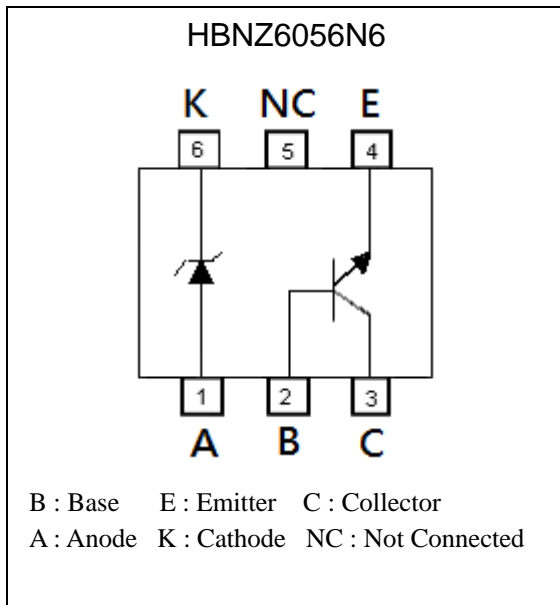 HBNZ6056N6
K NC E
6 5 4
1 2 3
A B C
B : Base E : Emitter C : Collector
A : Anode K : Cathode NC : Not Connected